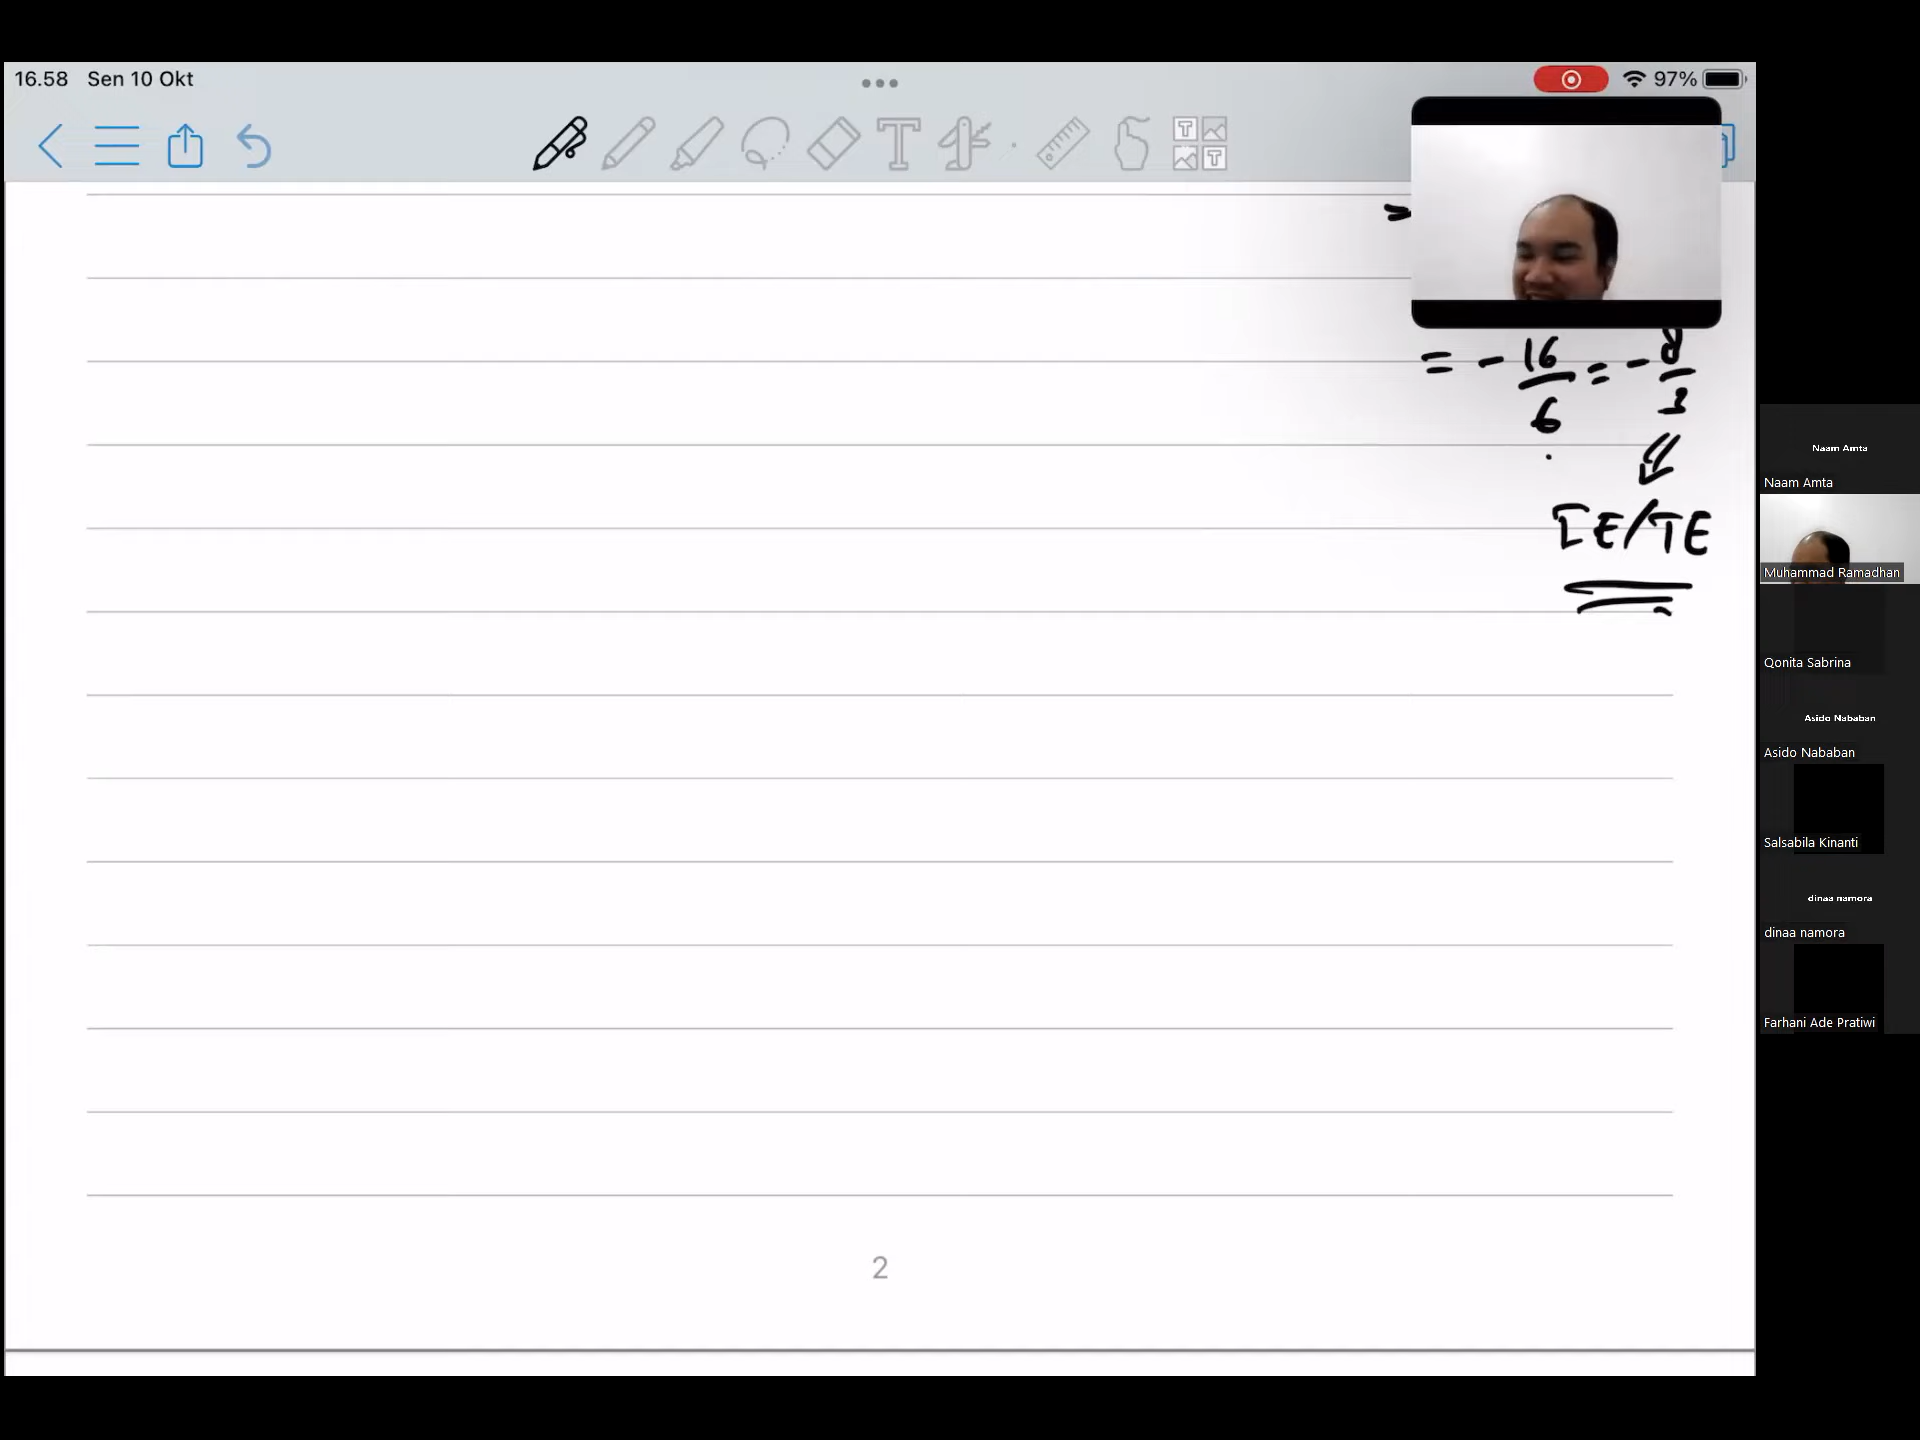 16.58 Sen 10 Okt
97%
=
= - 16/6 = - 8/3
IE/TE
2
Naam Amta
Naam Amta
Muhammad Ramadhan
Qonita Sabrina
Asido Nababan
Asido Nababan
Salsabila Kinanti
dinaa namora
dinaa namora
Farhani Ade Pratiwi